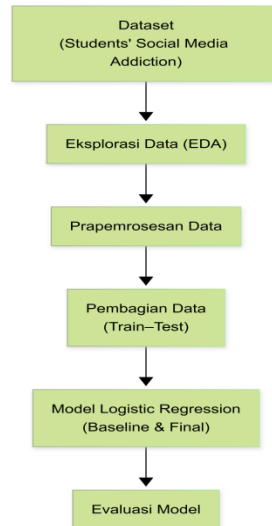 Dataset
(Students' Social Media
Addiction)
Eksplorasi Data (EDA)
Prapemrosesan Data
Pembagian Data
(Train–Test)
Model Logistic Regression
(Baseline & Final)
Evaluasi Model